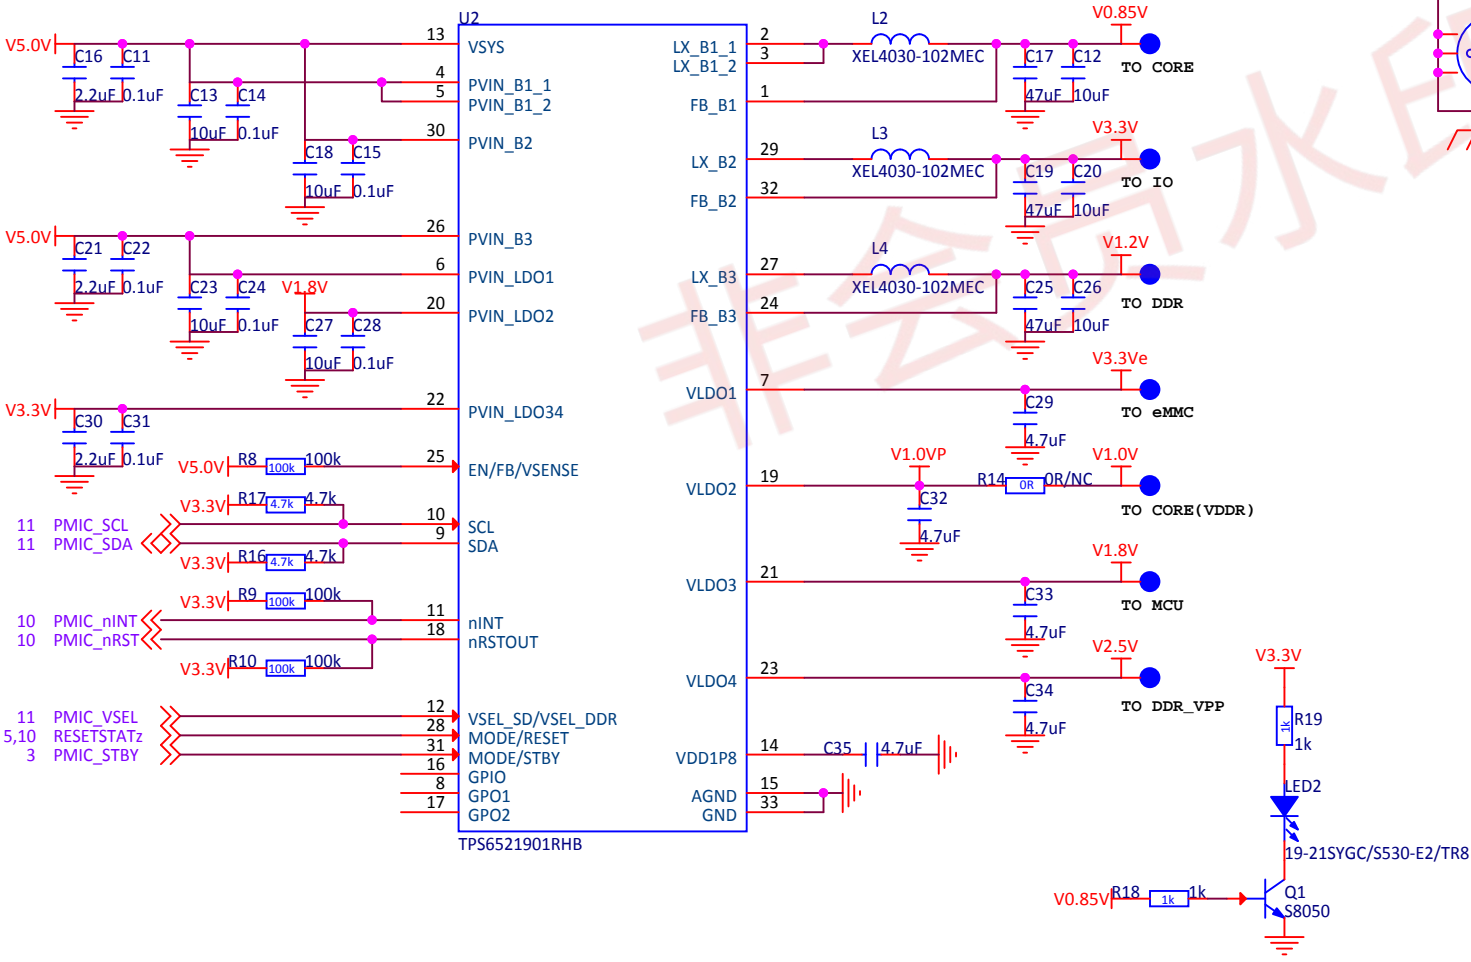 U2
TPS6521901RHB
V5.0V
C16
C11
2.2uF
0.1uF
C13
C14
10uF
0.1uF
C18
C15
10uF
0.1uF
13
VSYS
4
PVIN_B1_1
5
PVIN_B1_2
30
PVIN_B2
V5.0V
C21
C22
2.2uF
0.1uF
C23
C24
10uF
0.1uF
V1.8V
C27
C28
10uF
0.1uF
26
PVIN_B3
6
PVIN_LDO1
20
PVIN_LDO2
V3.3V
C30
C31
2.2uF
0.1uF
22
PVIN_LDO34
V5.0V
R8
100k
100k
25
EN/FB/VSENSE
V3.3V
R17
4.7k
4.7k
11 PMIC_SCL
10
SCL
11 PMIC_SDA
9
SDA
V3.3V
R16
4.7k
4.7k
V3.3V
R9
100k
100k
10 PMIC_nINT
11
nINT
10 PMIC_nRST
18
nRSTOUT
V3.3V
R10
100k
100k
11 PMIC_VSEL
12
VSEL_SD/VSEL_DDR
5,10 RESETSTATz
28
MODE/RESET
3 PMIC_STBY
31
MODE/STBY
16
GPIO
8
GPO1
17
GPO2
LX_B1_1
2
LX_B1_2
3
L2
XEL4030-102MEC
V0.85V
C17
C12
47uF
10uF
TO CORE
FB_B1
1
LX_B2
29
L3
XEL4030-102MEC
V3.3V
C19
C20
47uF
10uF
TO IO
FB_B2
32
LX_B3
27
L4
XEL4030-102MEC
V1.2V
C25
C26
47uF
10uF
TO DDR
FB_B3
24
VLDO1
7
V3.3Ve
C29
4.7uF
TO eMMC
VLDO2
19
V1.0VP
C32
4.7uF
R14
0R
0R/NC
V1.0V
TO CORE(VDDR)
VLDO3
21
V1.8V
C33
4.7uF
TO MCU
VLDO4
23
V2.5V
C34
4.7uF
TO DDR_VPP
VDD1P8
14
C35
4.7uF
AGND
15
GND
33
V3.3V
R19
1k
1k
LED2
19-21SYGC/S530-E2/TR8
V0.85V
R18
1k
1k
Q1
S8050
非会员水印